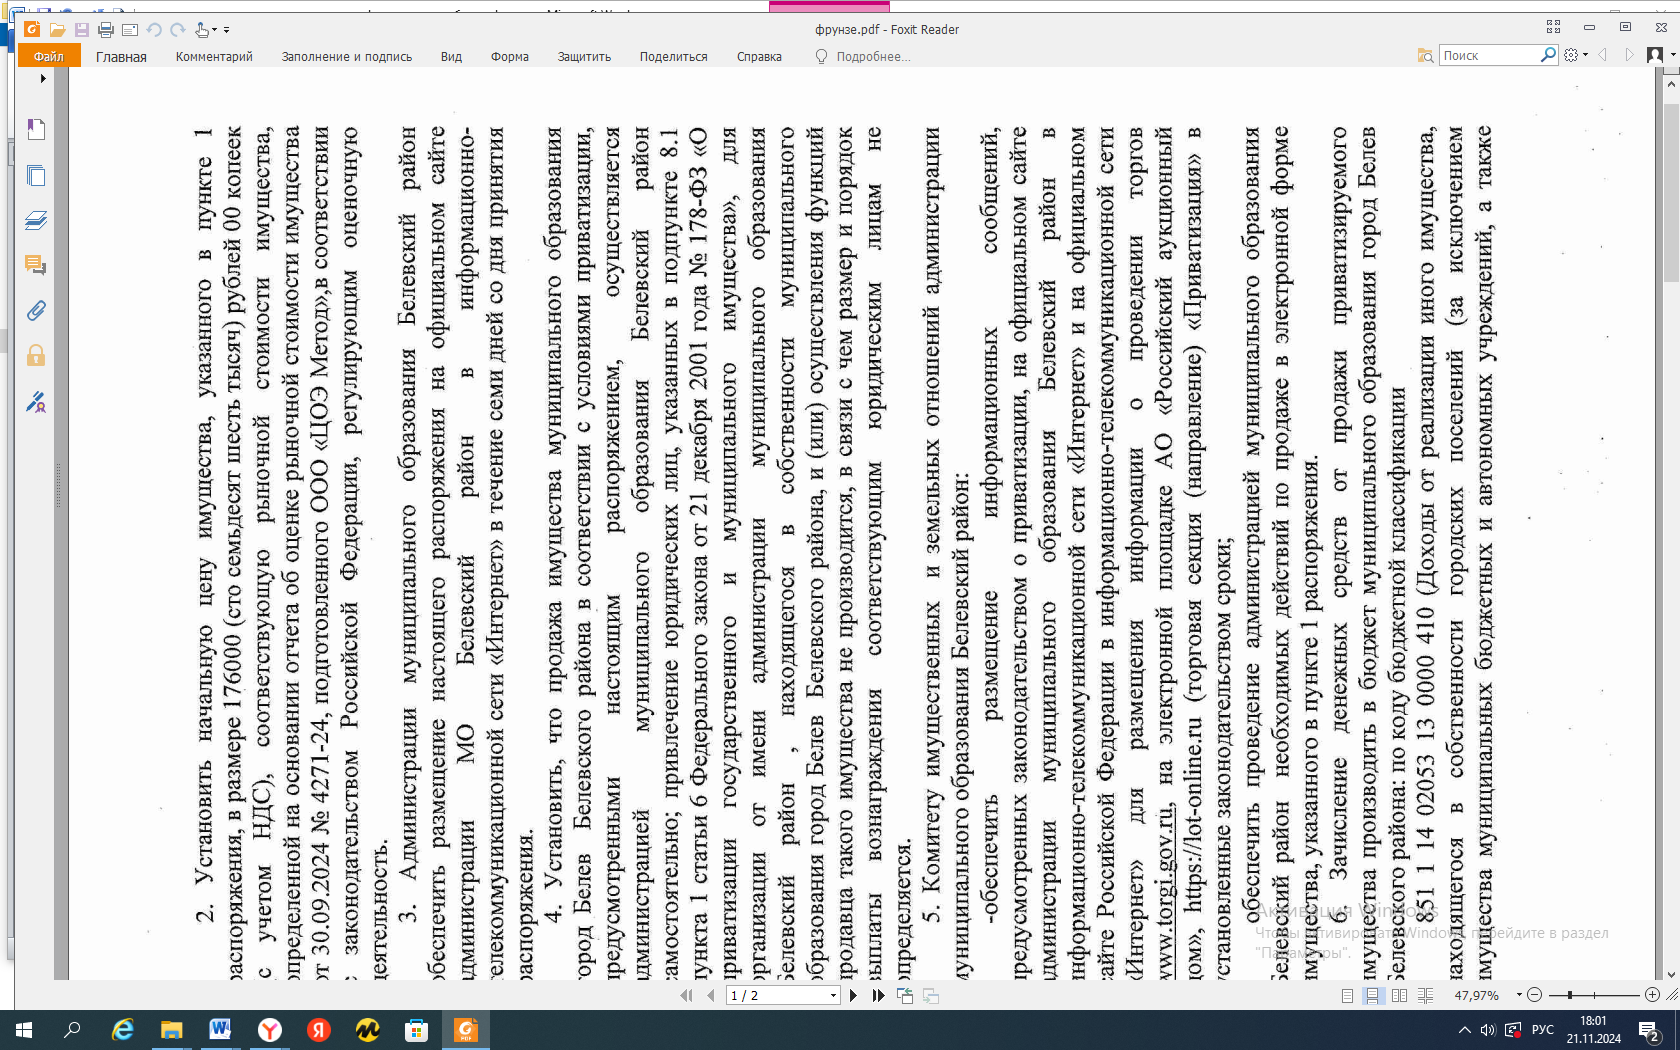 фрунзе.pdf - Foxit Reader
Файл Главная Комментарий Заполнение и подпись Вид Форма Защитить Поделиться Справка Подробнее... Поиск
2. Установить начальную цену имущества, указанного в пункте 1
распоряжения, в размере 176000 (сто семьдесят шесть тысяч) рублей 00 копеек
с учетом НДС), соответствующую рыночной стоимости имущества,
определенной на основании отчета об оценке рыночной стоимости имущества
от 30.09.2024 № 4271-24, подготовленного ООО «ЦОЭ Метод»,в соответствии
с законодательством Российской Федерации, регулирующим оценочную
деятельность.
3. Администрации муниципального образования Белевский район
обеспечить размещение настоящего распоряжения на официальном сайте
администрации МО Белевский район в информационно-
телекоммуникационной сети «Интернет» в течение семи дней со дня принятия
распоряжения.
4. Установить, что продажа имущества муниципального образования
город Белев Белевского района в соответствии с условиями приватизации,
предусмотренными настоящим распоряжением, осуществляется
администрацией муниципального образования Белевский район
самостоятельно; привлечение юридических лиц, указанных в подпункте 8.1
пункта 1 статьи 6 Федерального закона от 21 декабря 2001 года № 178-ФЗ «О
приватизации государственного и муниципального имущества», для
организации от имени администрации муниципального образования
Белевский район , находящегося в собственности муниципального
образования город Белев Белевского района, и (или) осуществления функций
продавца такого имущества не производится, в связи с чем размер и порядок
выплаты вознаграждения соответствующим юридическим лицам не
определяется.
5. Комитету имущественных и земельных отношений администрации
муниципального образования Белевский район:
-обеспечить размещение информационных сообщений,
предусмотренных законодательством о приватизации, на официальном сайте
администрации муниципального образования Белевский район в
информационно-телекоммуникационной сети «Интернет» и на официальном
сайте Российской Федерации в информационно-телекоммуникационной сети
«Интернет» для размещения информации о проведении торгов
www.torgi.gov.ru, на электронной площадке АО «Российский аукционный
дом», https://lot-online.ru (торговая секция (направление) «Приватизация» в
установленные законодательством сроки;
обеспечить проведение администрацией муниципального образования
Белевский район необходимых действий по продаже в электронной форме
имущества, указанного в пункте 1 распоряжения.
6. Зачисление денежных средств от продажи приватизируемого
имущества производить в бюджет муниципального образования город Белев
Белевского района: по коду бюджетной классификации
851 1 14 02053 13 0000 410 (Доходы от реализации иного имущества,
находящегося в собственности городских поселений (за исключением
имущества муниципальных бюджетных и автономных учреждений, а также
Активация Windows
Чтобы активировать Windows, перейдите в раздел
"Параметры".
1 / 2
47,97%
РУС
18:01
21.11.2024
2